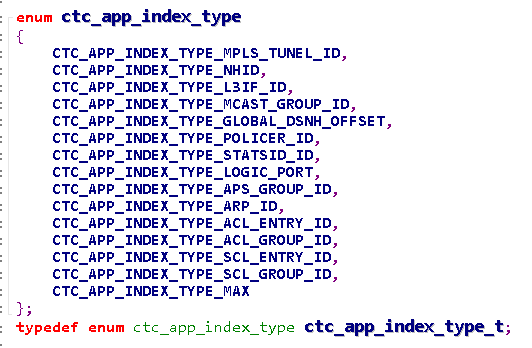 enum ctc_app_index_type
{
CTC_APP_INDEX_TYPE_MPLS_TUNEL_ID,
CTC_APP_INDEX_TYPE_NHID,
CTC_APP_INDEX_TYPE_L3IF_ID,
CTC_APP_INDEX_TYPE_MCAST_GROUP_ID,
CTC_APP_INDEX_TYPE_GLOBAL_DSNH_OFFSET,
CTC_APP_INDEX_TYPE_POLICER_ID,
CTC_APP_INDEX_TYPE_STATSID_ID,
CTC_APP_INDEX_TYPE_LOGIC_PORT,
CTC_APP_INDEX_TYPE_APS_GROUP_ID,
CTC_APP_INDEX_TYPE_ARP_ID,
CTC_APP_INDEX_TYPE_ACL_ENTRY_ID,
CTC_APP_INDEX_TYPE_ACL_GROUP_ID,
CTC_APP_INDEX_TYPE_SCL_ENTRY_ID,
CTC_APP_INDEX_TYPE_SCL_GROUP_ID,
CTC_APP_INDEX_TYPE_MAX
};
typedef enum ctc_app_index_type ctc_app_index_type_t;